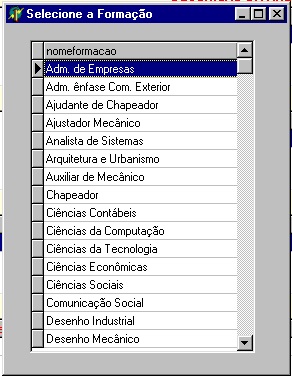 Selecione a Formação
nomeformacao
Adm. de Empresas
Adm. ênfase Com. Exterior
Ajudante de Chapeador
Ajustador Mecânico
Analista de Sistemas
Arquitetura e Urbanismo
Auxiliar de Mecânico
Chapeador
Ciências Contábeis
Ciências da Computação
Ciências da Tecnologia
Ciências Econômicas
Ciências Sociais
Comunicação Social
Desenho Industrial
Desenho Mecânico